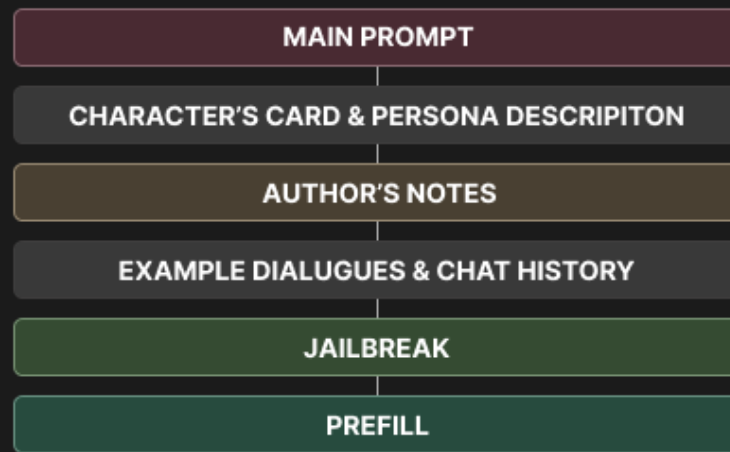 MAIN PROMPT
CHARACTER'S CARD & PERSONA DESCRIPITON
AUTHOR'S NOTES
EXAMPLE DIALUGUES & CHAT HISTORY
JAILBREAK
PREFILL